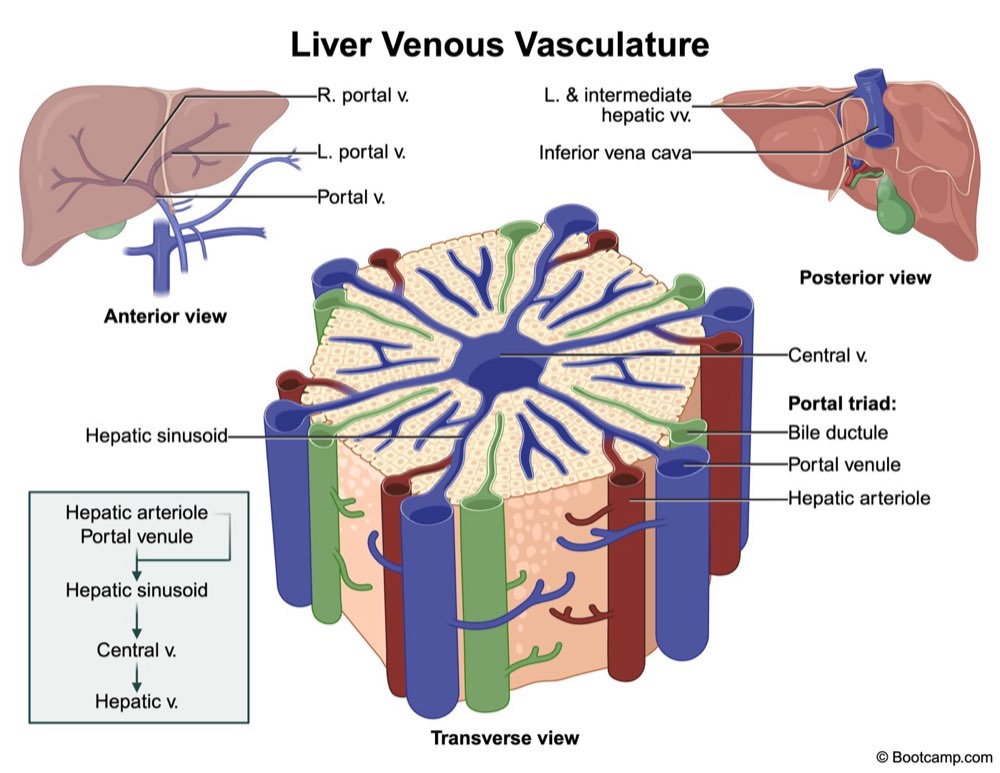 Liver Venous Vasculature
R. portal v.
L. portal v.
Portal v.
Anterior view
L. & intermediate
hepatic vv.
Inferior vena cava
Posterior view
Central v.
Portal triad:
Bile ductule
Portal venule
Hepatic arteriole
Hepatic sinusoid
Hepatic arteriole
Portal venule
Hepatic sinusoid
Central v.
Hepatic v.
Transverse view
© Bootcamp.com